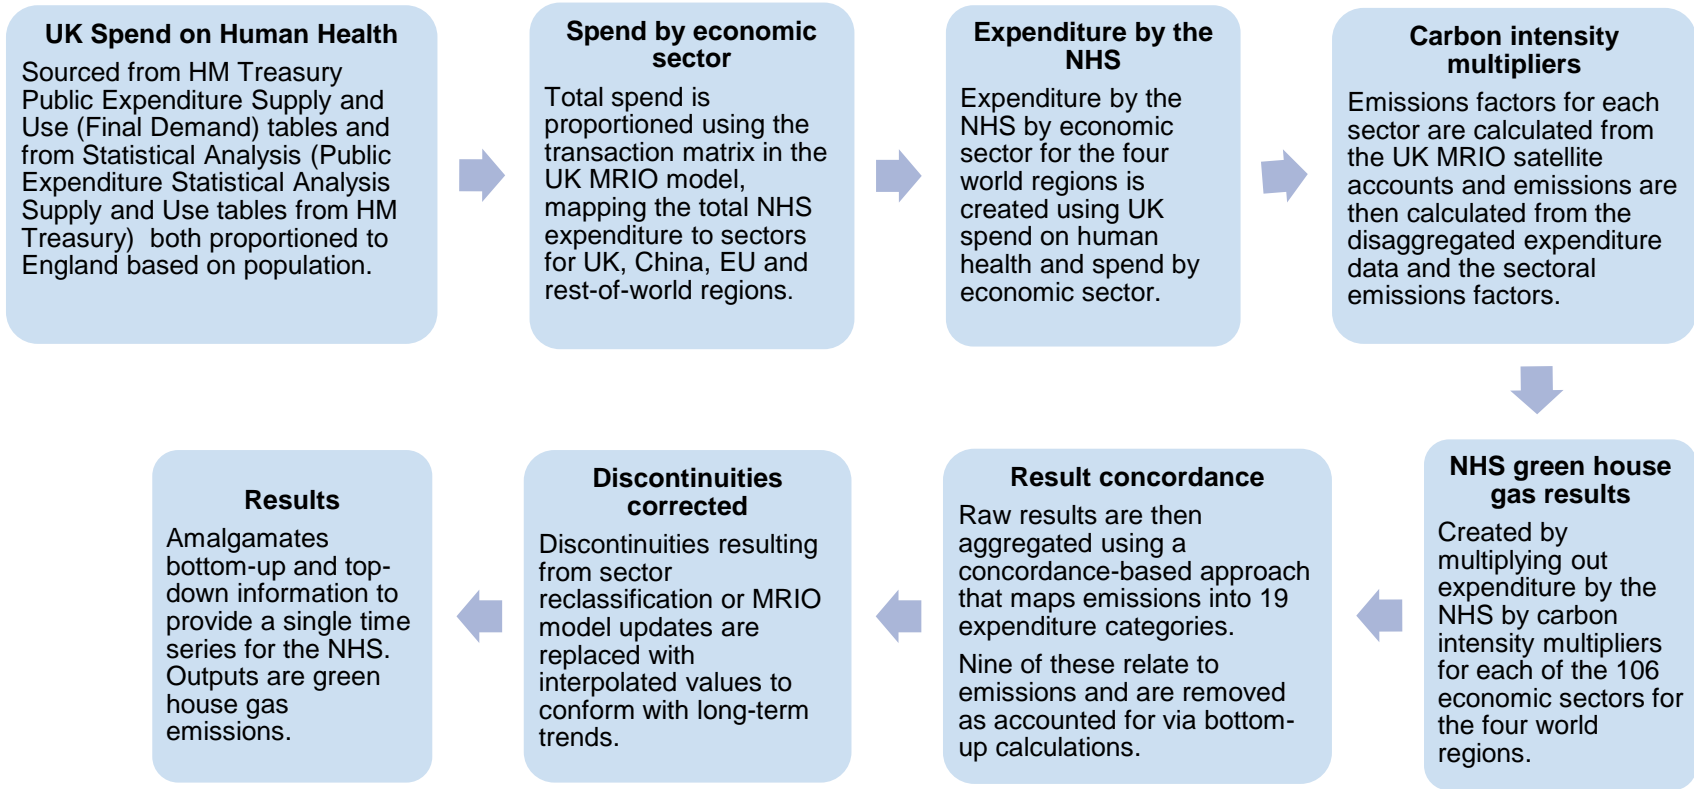 UK Spend on Human Health
Sourced from HM Treasury
Public Expenditure Supply and
Use (Final Demand) tables and
from Statistical Analysis (Public
Expenditure Statistical Analysis
Supply and Use tables from HM
Treasury)  both proportioned to
England based on population.
Spend by economic
sector
Total spend is
proportioned using the
transaction matrix in the
UK MRIO model,
mapping the total NHS
expenditure to sectors
for UK, China, EU and
rest-of-world regions.
Expenditure by the
NHS
Expenditure by the
NHS by economic
sector for the four
world regions is
created using UK
spend on human
health and spend by
economic sector.
Carbon intensity
multipliers
Emissions factors for each
sector are calculated from
the UK MRIO satellite
accounts and emissions are
then calculated from the
disaggregated expenditure
data and the sectoral
emissions factors.
NHS green house
gas results
Created by
multiplying out
expenditure by the
NHS by carbon
intensity multipliers
for each of the 106
economic sectors for
the four world
regions.
Result concordance
Raw results are then
aggregated using a
concordance-based approach
that maps emissions into 19
expenditure categories.
Nine of these relate to
emissions and are removed
as accounted for via bottom-
up calculations.
Discontinuities
corrected
Discontinuities resulting
from sector
reclassification or MRIO
model updates are
replaced with
interpolated values to
conform with long-term
trends.
Results
Amalgamates
bottom-up and top-
down information to
provide a single time
series for the NHS.
Outputs are green
house gas
emissions.